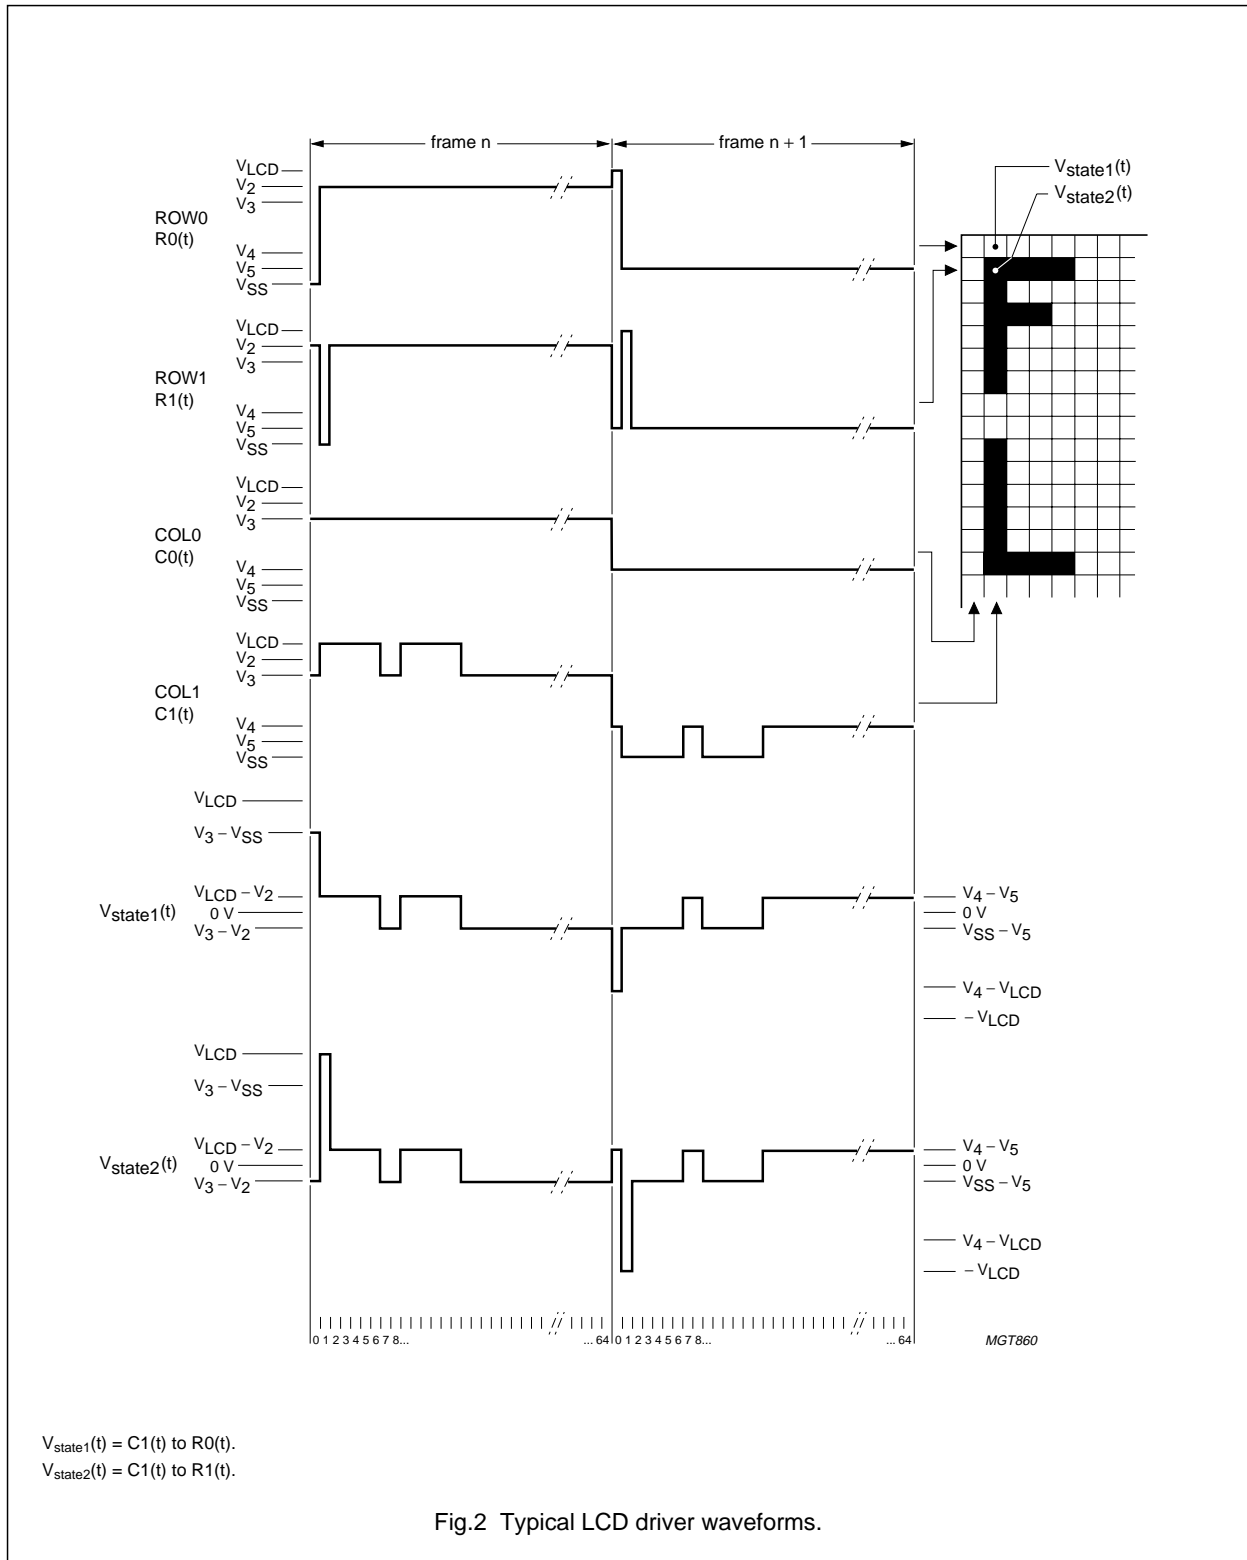 frame n
frame n + 1
VLCD
V2
V3
ROW0
R0(t)
V4
V5
VSS
Vstate1(t)
Vstate2(t)
VLCD
V2
V3
ROW1
R1(t)
V4
V5
VSS
VLCD
V2
V3
COL0
C0(t)
V4
V5
VSS
VLCD
V2
V3
COL1
C1(t)
V4
V5
VSS
VLCD
V3 – VSS
VLCD – V2
Vstate1(t)
0 V
V3 – V2
V4 – V5
0 V
VSS – V5
V4 – VLCD
– VLCD
VLCD
V3 – VSS
VLCD – V2
Vstate2(t)
0 V
V3 – V2
V4 – V5
0 V
VSS – V5
V4 – VLCD
– VLCD
0 1 2 3 4 5 6 7 8... ... 64 0 1 2 3 4 5 6 7 8... ... 64
MGT860
Vstate1(t) = C1(t) to R0(t).
Vstate2(t) = C1(t) to R1(t).
Fig.2 Typical LCD driver waveforms.